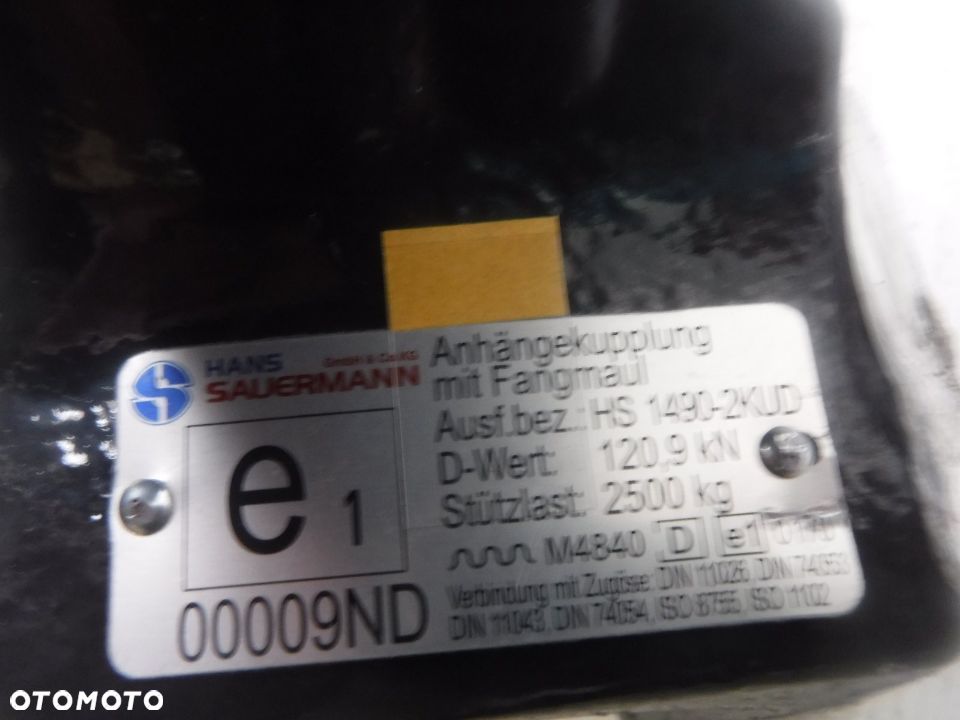 HANS GmbH & Co.KG
SAUERMANN
e 1
00009ND
Anhängekupplung
mit Fangmaul
Ausf.bez.: HS 1490-2KUD
D-Wert: 120,9 kN
Stützlast: 2500 kg
M4840 D e1
Verbindung mit Zugöse: DIN 11026, DIN 74053
DIN 11043, DIN 74054, ISO 8755, ISO 1102
OTOMOTO